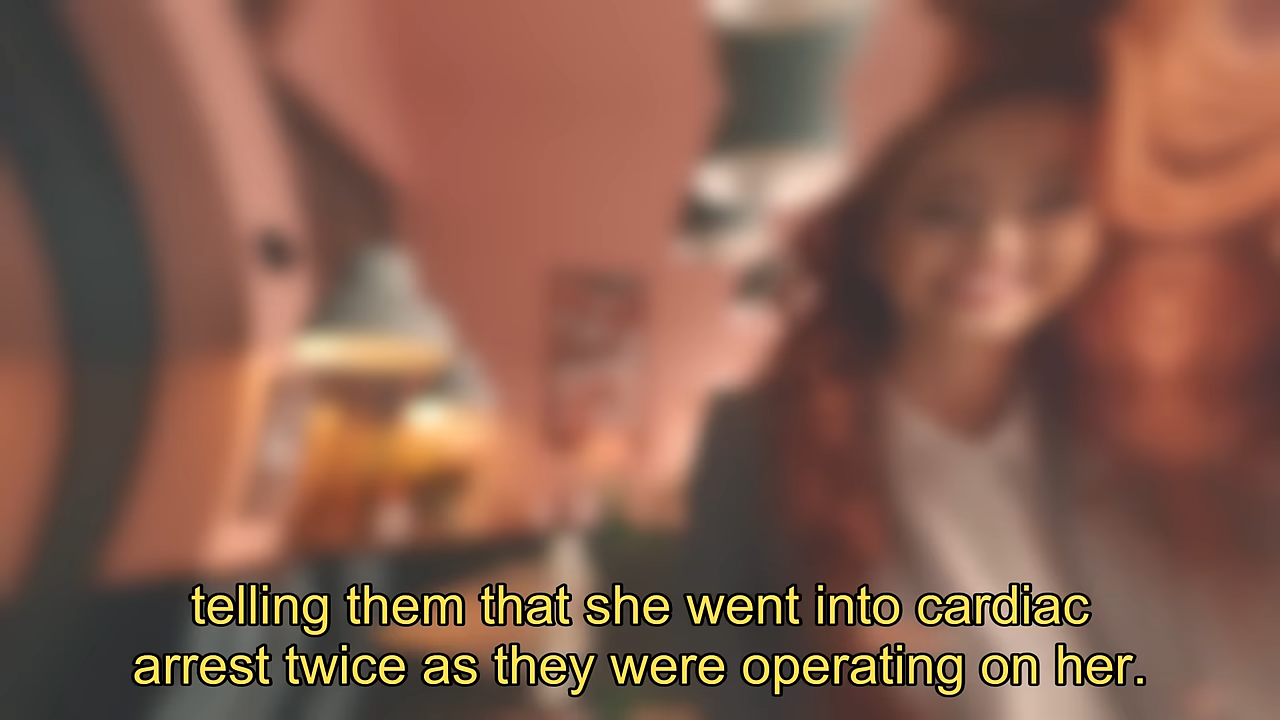 telling them that she went into cardiac
arrest twice as they were operating on her.